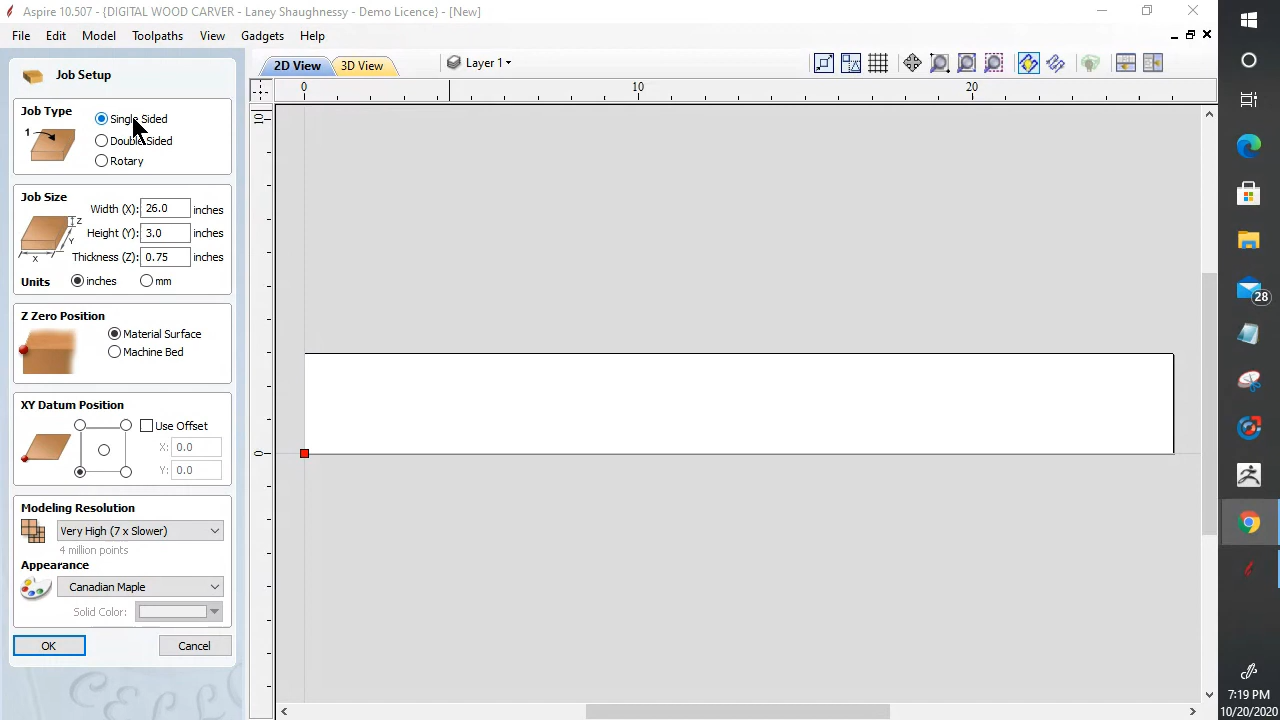 Aspire 10.507 - {DIGITAL WOOD CARVER - Laney Shaughnessy - Demo Licence} - [New]
File Edit Model Toolpaths View Gadgets Help
Job Setup
Job Type
1
Single Sided
Double Sided
Rotary
Job Size
Width (X): 26.0 inches
Height (Y): 3.0 inches
Thickness (Z): 0.75 inches
Z
Y
X
Units inches mm
Z Zero Position
Material Surface
Machine Bed
XY Datum Position
Use Offset
X: 0.0
Y: 0.0
Modeling Resolution
Very High (7 x Slower)
4 million points
Appearance
Canadian Maple
Solid Color:
OK Cancel
2D View 3D View Layer 1
0 10 20
10
0
28
7:19 PM
10/20/2020